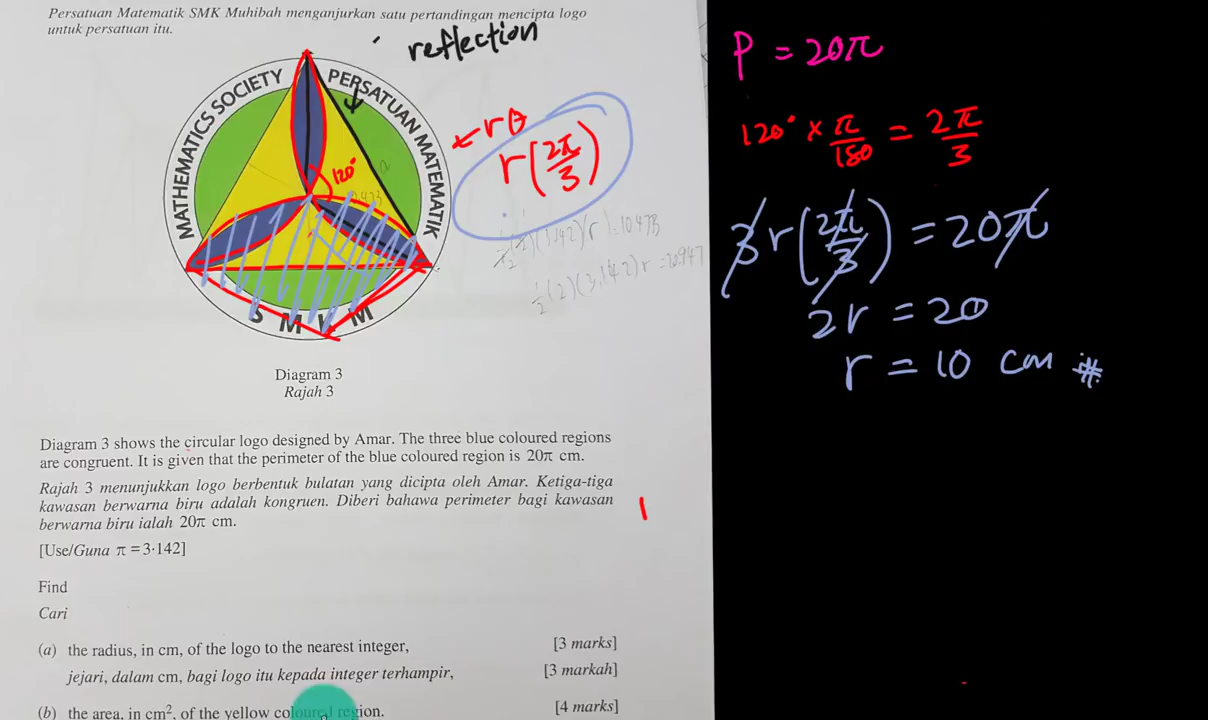 Persatuan Matematik SMK Muhibah menganjurkan satu pertandingan mencipta logo
untuk persatuan itu.
reflection
MATHEMATICS SOCIETY PERSATUAN MATEMATIK
S M K M
120°
rθ
r(2π/3)
Diagram 3
Rajah 3
Diagram 3 shows the circular logo designed by Amar. The three blue coloured regions
are congruent. It is given that the perimeter of the blue coloured region is 20π cm.
Rajah 3 menunjukkan logo berbentuk bulatan yang dicipta oleh Amar. Ketiga-tiga
kawasan berwarna biru adalah kongruen. Diberi bahawa perimeter bagi kawasan
berwarna biru ialah 20π cm.
[Use/Guna π = 3·142]
Find
Cari
(a) the radius, in cm, of the logo to the nearest integer, [3 marks]
jejari, dalam cm, bagi logo itu kepada integer terhampir, [3 markah]
(b) the area, in cm², of the yellow coloured region. [4 marks]
P = 20π
120° × π/180 = 2π/3
3r(2π/3) = 20π
2r = 20
r = 10 cm #